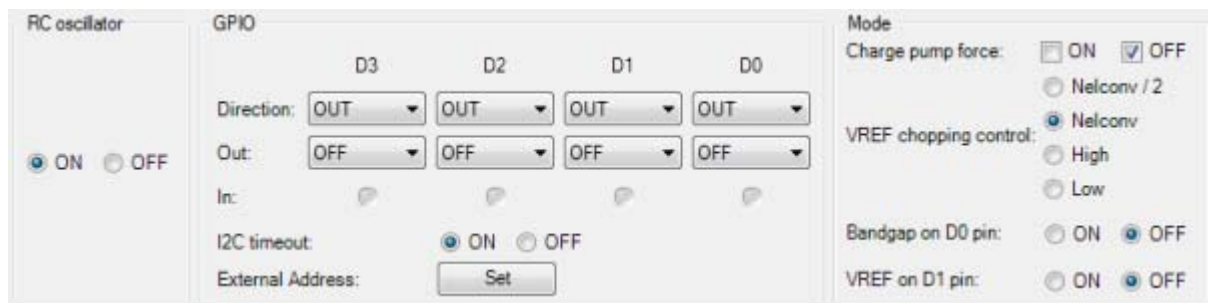 RC oscillator
ON OFF
GPIO
D3 D2 D1 D0
Direction: OUT OUT OUT OUT
Out: OFF OFF OFF OFF
In:
I2C timeout: ON OFF
External Address: Set
Mode
Charge pump force: ON OFF
VREF chopping control:
Nelconv / 2
Nelconv
High
Low
Bandgap on D0 pin: ON OFF
VREF on D1 pin: ON OFF